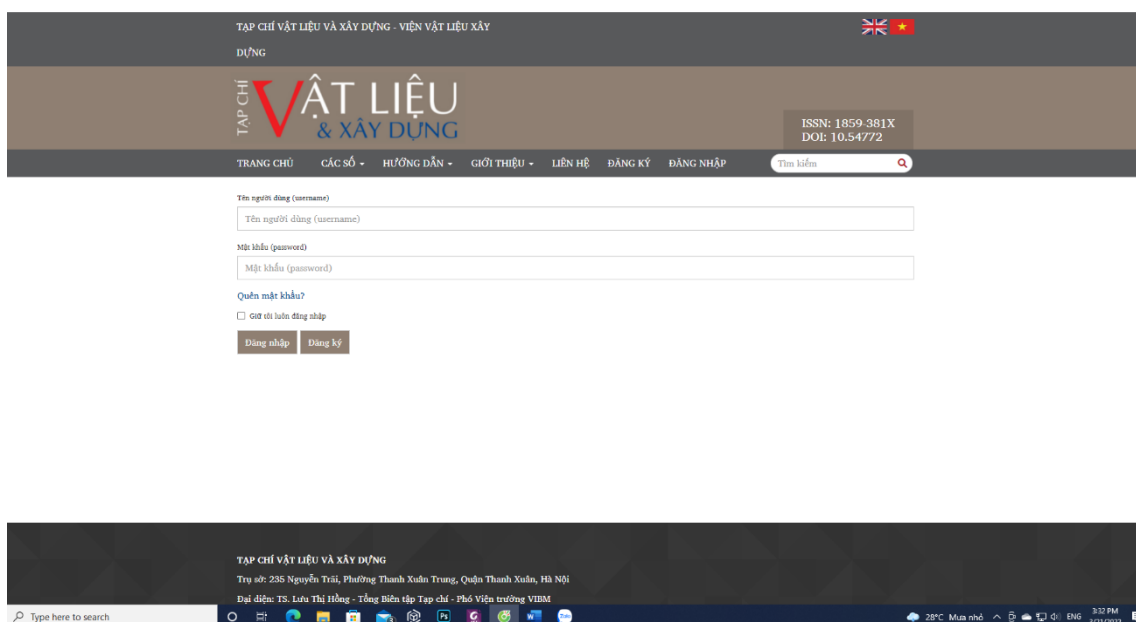 TẠP CHÍ VẬT LIỆU VÀ XÂY DỰNG - VIỆN VẬT LIỆU XÂY
DỰNG
TẠP CHÍ
VẬT LIỆU
& XÂY DỰNG
ISSN: 1859-381X
DOI: 10.54772
TRANG CHỦ CÁC SỐ HƯỚNG DẪN GIỚI THIỆU LIÊN HỆ ĐĂNG KÝ ĐĂNG NHẬP Tìm kiếm
Tên người dùng (username)
Tên người dùng (username)
Mật khẩu (password)
Mật khẩu (password)
Quên mật khẩu?
Giữ tôi luôn đăng nhập
Đăng nhập Đăng ký
TẠP CHÍ VẬT LIỆU VÀ XÂY DỰNG
Trụ sở: 235 Nguyễn Trãi, Phường Thanh Xuân Trung, Quận Thanh Xuân, Hà Nội
Đại diện: TS. Lưu Thị Hồng - Tổng Biên tập Tạp chí - Phó Viện trưởng VIBM
Type here to search Ps W Zalo 28°C Mưa nhỏ ENG 3:32 PM